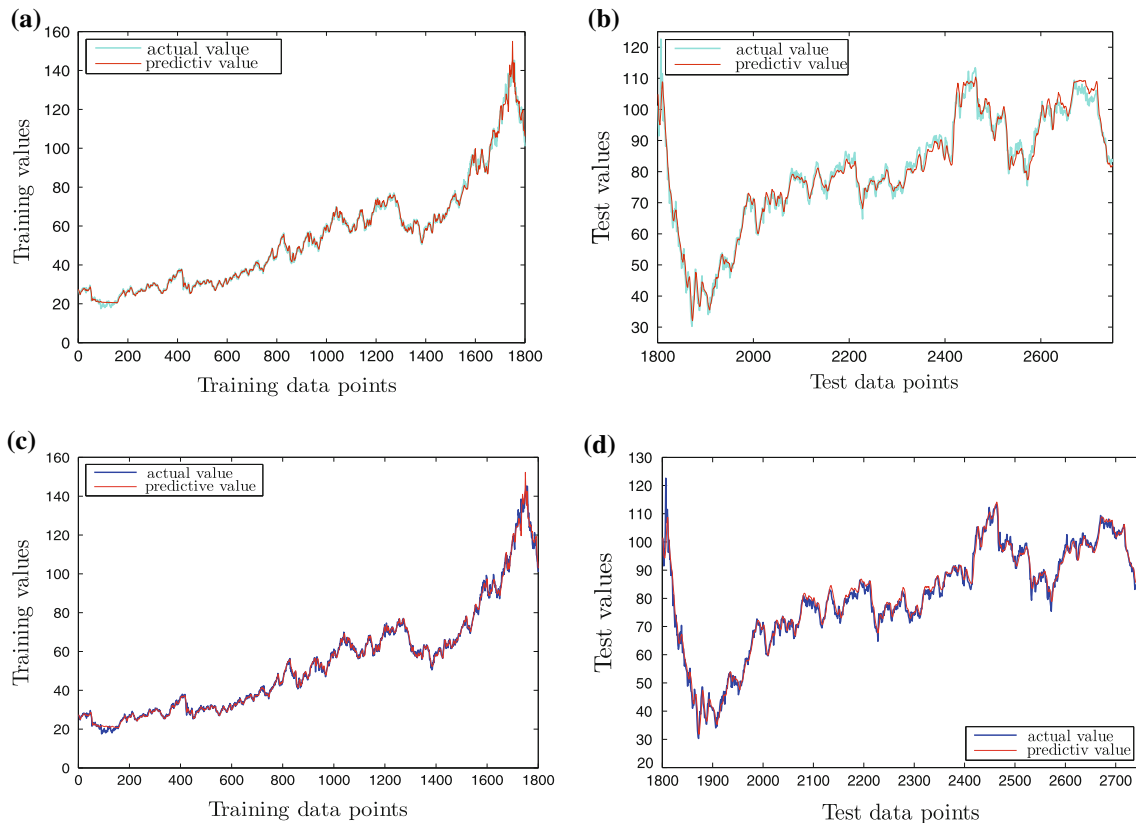 (a)
160
140
120
100
80
60
40
20
0
actual value
predictiv value
Training values
0 200 400 600 800 1000 1200 1400 1600 1800
Training data points
(b)
120
110
100
90
80
70
60
50
40
30
actual value
predictiv value
Test values
1800 2000 2200 2400 2600
Test data points
(c)
160
140
120
100
80
60
40
20
0
actual value
predictive value
Training values
0 200 400 600 800 1000 1200 1400 1600 1800
Training data points
(d)
130
120
110
100
90
80
70
60
50
40
30
20
Test values
actual value
predictiv value
1800 1900 2000 2100 2200 2300 2400 2500 2600 2700
Test data points